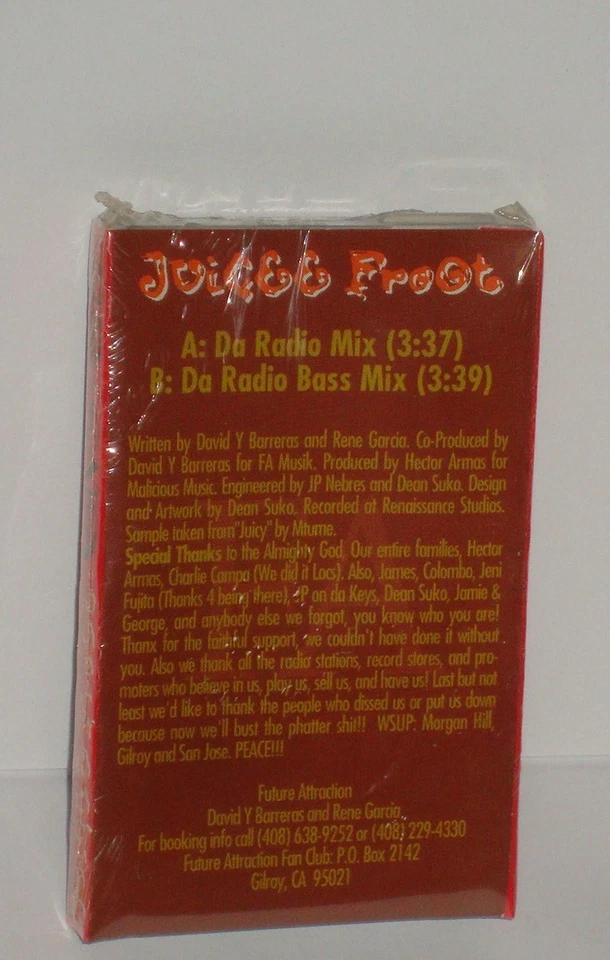 Juicee Froot
A: Da Radio Mix (3:37)
B: Da Radio Bass Mix (3:39)
Written by David Y Barreras and Rene Garcia. Co-Produced by
David Y Barreras for FA Musik. Produced by Hector Armas for
Malicious Music. Engineered by JP Nebres and Dean Suko. Design
and Artwork by Dean Suko. Recorded at Renaissance Studios.
Sample taken from "Juicy" by Mtume.
Special Thanks to the Almighty God, Our entire families, Hector
Armas, Charlie Campa (We did it Locs). Also, James, Colombo, Jeni
Fujita (Thanks 4 being there), JP on da Keys, Dean Suko, Jamie &
George, and anybody else we forgot, you know who you are!
Thanx for the faithful support, we couldn't have done it without
you. Also we thank all the radio stations, record stores, and pro-
moters who believe in us, play us, sell us, and have us! Last but not
least we'd like to thank the people who dissed us or put us down
because now we'll bust the phatter shit!! WSUP: Morgan Hill,
Gilroy and San Jose. PEACE!!!
Future Attraction
David Y Barreras and Rene Garcia
For booking info call (408) 638-9252 or (408) 229-4330
Future Attraction Fan Club: P.O. Box 2142
Gilroy, CA 95021